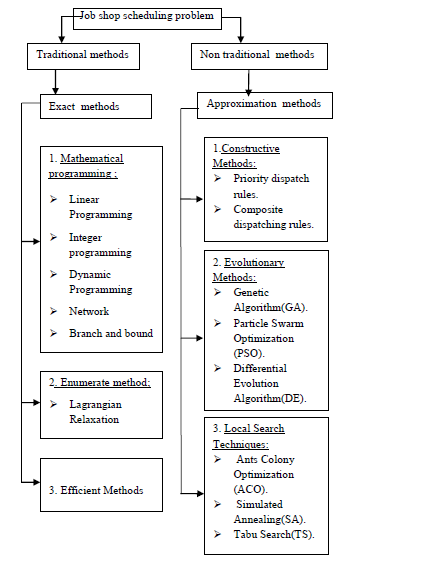 Job shop scheduling problem
Traditional methods
Non traditional methods
Exact methods
Approximation methods
1. Mathematical
programming :
➢ Linear
Programming
➢ Integer
programming
➢ Dynamic
Programming
➢ Network
➢ Branch and bound
2. Enumerate method:
➢ Lagrangian
Relaxation
3. Efficient Methods
1.Constructive
Methods:
➢ Priority dispatch
rules.
➢ Composite
dispatching rules.
2. Evolutionary
Methods:
➢ Genetic
Algorithm(GA).
➢ Particle Swarm
Optimization
(PSO).
➢ Differential
Evolution
Algorithm(DE).
3. Local Search
Techniques:
➢ Ants Colony
Optimization
(ACO).
➢ Simulated
Annealing(SA).
➢ Tabu Search(TS).